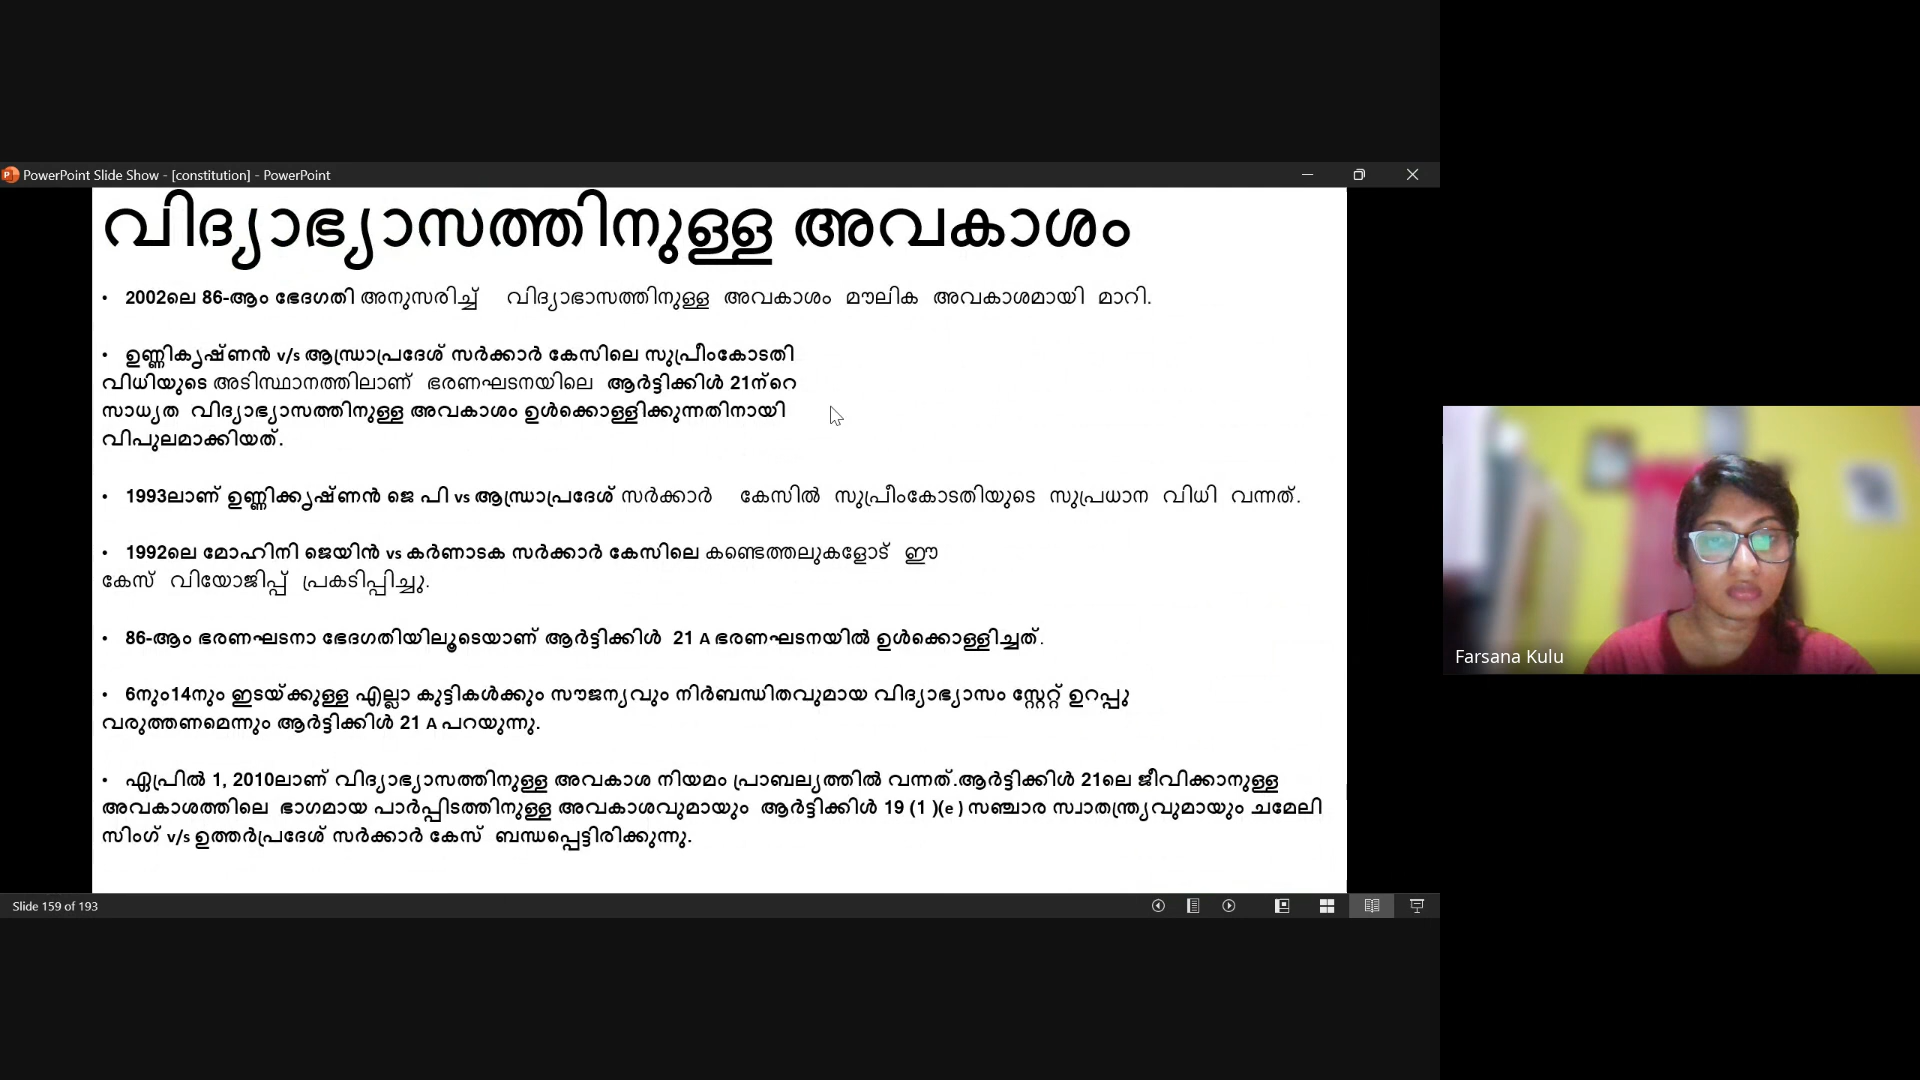 PowerPoint Slide Show - [constitution] - PowerPoint
വിദ്യാഭ്യാസത്തിനുള്ള അവകാശം
• 2002ലെ 86-ആം ഭേദഗതി അനുസരിച്ച് വിദ്യാഭാസത്തിനുള്ള അവകാശം മൗലിക അവകാശമായി മാറി.
• ഉണ്ണികൃഷ്ണൻ v/s ആന്ധ്രാപ്രദേശ് സർക്കാർ കേസിലെ സുപ്രീംകോടതി
വിധിയുടെ അടിസ്ഥാനത്തിലാണ് ഭരണഘടനയിലെ ആർട്ടിക്കിൾ 21ന്റെ
സാധ്യത വിദ്യാഭ്യാസത്തിനുള്ള അവകാശം ഉൾക്കൊള്ളിക്കുന്നതിനായി
വിപുലമാക്കിയത്.
• 1993ലാണ് ഉണ്ണിക്കൃഷ്ണൻ ജെ പി vs ആന്ധ്രാപ്രദേശ് സർക്കാർ കേസിൽ സുപ്രീംകോടതിയുടെ സുപ്രധാന വിധി വന്നത്.
• 1992ലെ മോഹിനി ജെയിൻ vs കർണാടക സർക്കാർ കേസിലെ കണ്ടെത്തലുകളോട് ഈ
കേസ് വിയോജിപ്പ് പ്രകടിപ്പിച്ചു.
• 86-ആം ഭരണഘടനാ ഭേദഗതിയിലൂടെയാണ് ആർട്ടിക്കിൾ 21 A ഭരണഘടനയിൽ ഉൾക്കൊള്ളിച്ചത്.
• 6നും14നും ഇടയ്ക്കുള്ള എല്ലാ കുട്ടികൾക്കും സൗജന്യവും നിർബന്ധിതവുമായ വിദ്യാഭ്യാസം സ്റ്റേറ്റ് ഉറപ്പു
വരുത്തണമെന്നും ആർട്ടിക്കിൾ 21 A പറയുന്നു.
• ഏപ്രിൽ 1, 2010ലാണ് വിദ്യാഭ്യാസത്തിനുള്ള അവകാശ നിയമം പ്രാബല്യത്തിൽ വന്നത്.ആർട്ടിക്കിൾ 21ലെ ജീവിക്കാനുള്ള
അവകാശത്തിലെ ഭാഗമായ പാർപ്പിടത്തിനുള്ള അവകാശവുമായും ആർട്ടിക്കിൾ 19 (1 )(e ) സഞ്ചാര സ്വാതന്ത്ര്യവുമായും ചമേലി
സിംഗ് v/s ഉത്തർപ്രദേശ് സർക്കാർ കേസ് ബന്ധപ്പെട്ടിരിക്കുന്നു.
Slide 159 of 193
Farsana Kulu